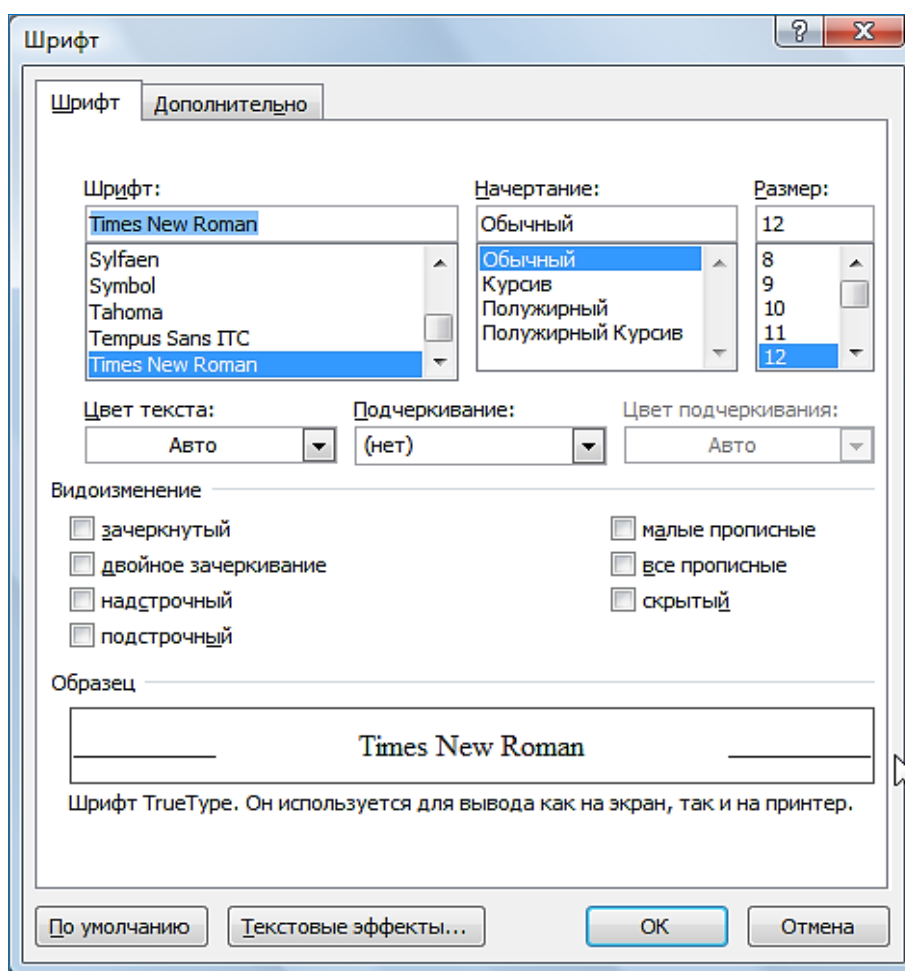 Шрифт
Шрифт Дополнительно
Шрифт: Начертание: Размер:
Times New Roman Обычный 12
Sylfaen Обычный 8
Symbol Курсив 9
Tahoma Полужирный 10
Tempus Sans ITC Полужирный Курсив 11
Times New Roman 12
Цвет текста: Подчеркивание: Цвет подчеркивания:
Авто (нет) Авто
Видоизменение
зачеркнутый малые прописные
двойное зачеркивание все прописные
надстрочный скрытый
подстрочный
Образец
Times New Roman
Шрифт TrueType. Он используется для вывода как на экран, так и на принтер.
По умолчанию Текстовые эффекты... ОК Отмена